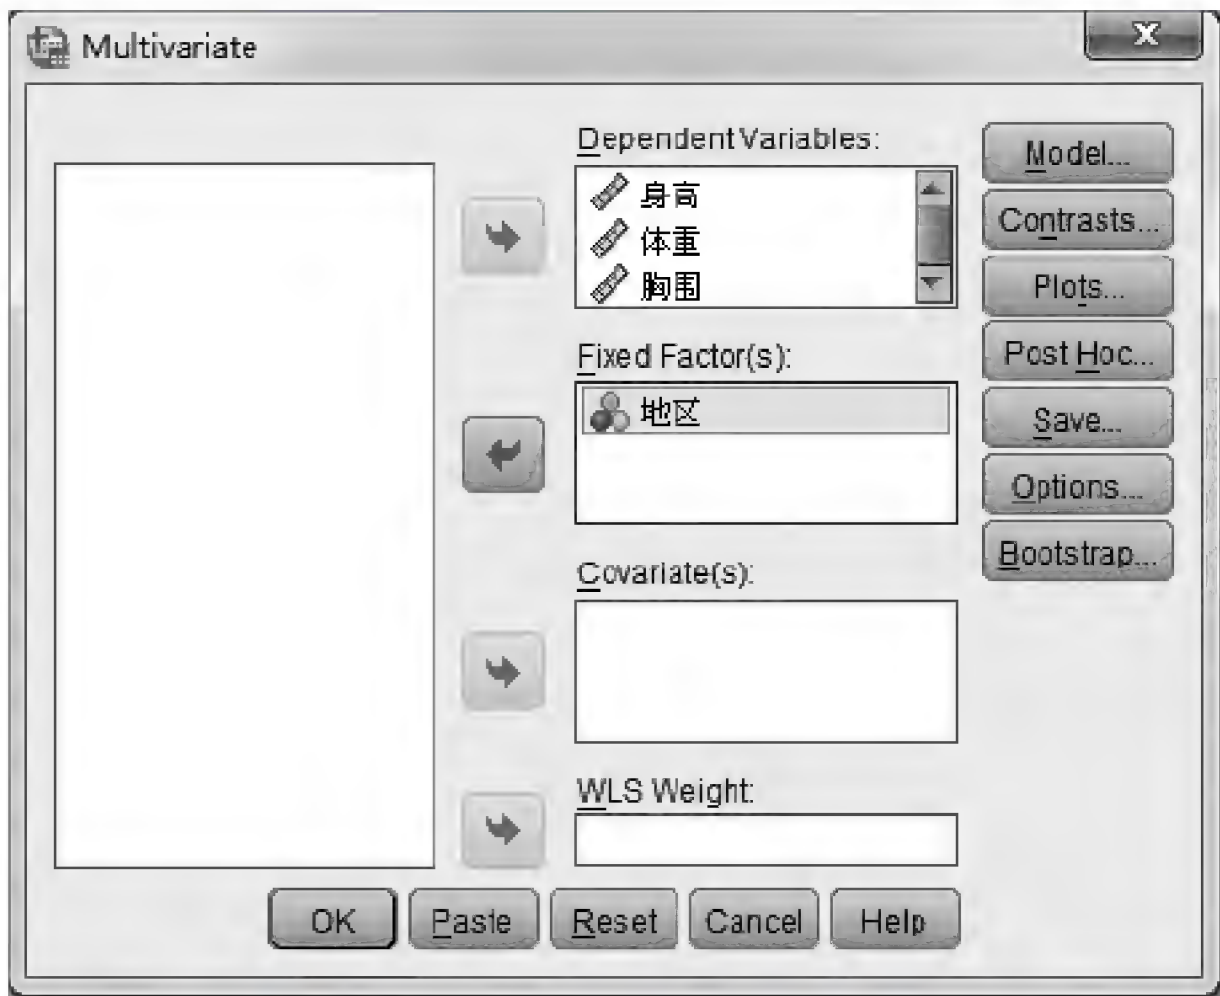 Multivariate
X
Dependent Variables:
身高
体重
胸围
Fixed Factor(s):
地区
Covariate(s):
WLS Weight:
Model...
Contrasts...
Plots...
Post Hoc...
Save...
Options...
Bootstrap...
OK Paste Reset Cancel Help